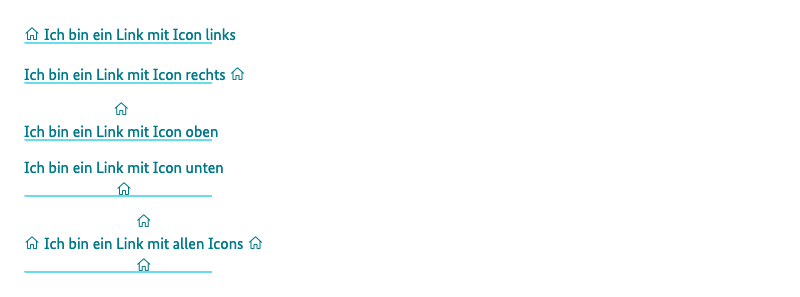 Ich bin ein Link mit Icon links
Ich bin ein Link mit Icon rechts
Ich bin ein Link mit Icon oben
Ich bin ein Link mit Icon unten
Ich bin ein Link mit allen Icons